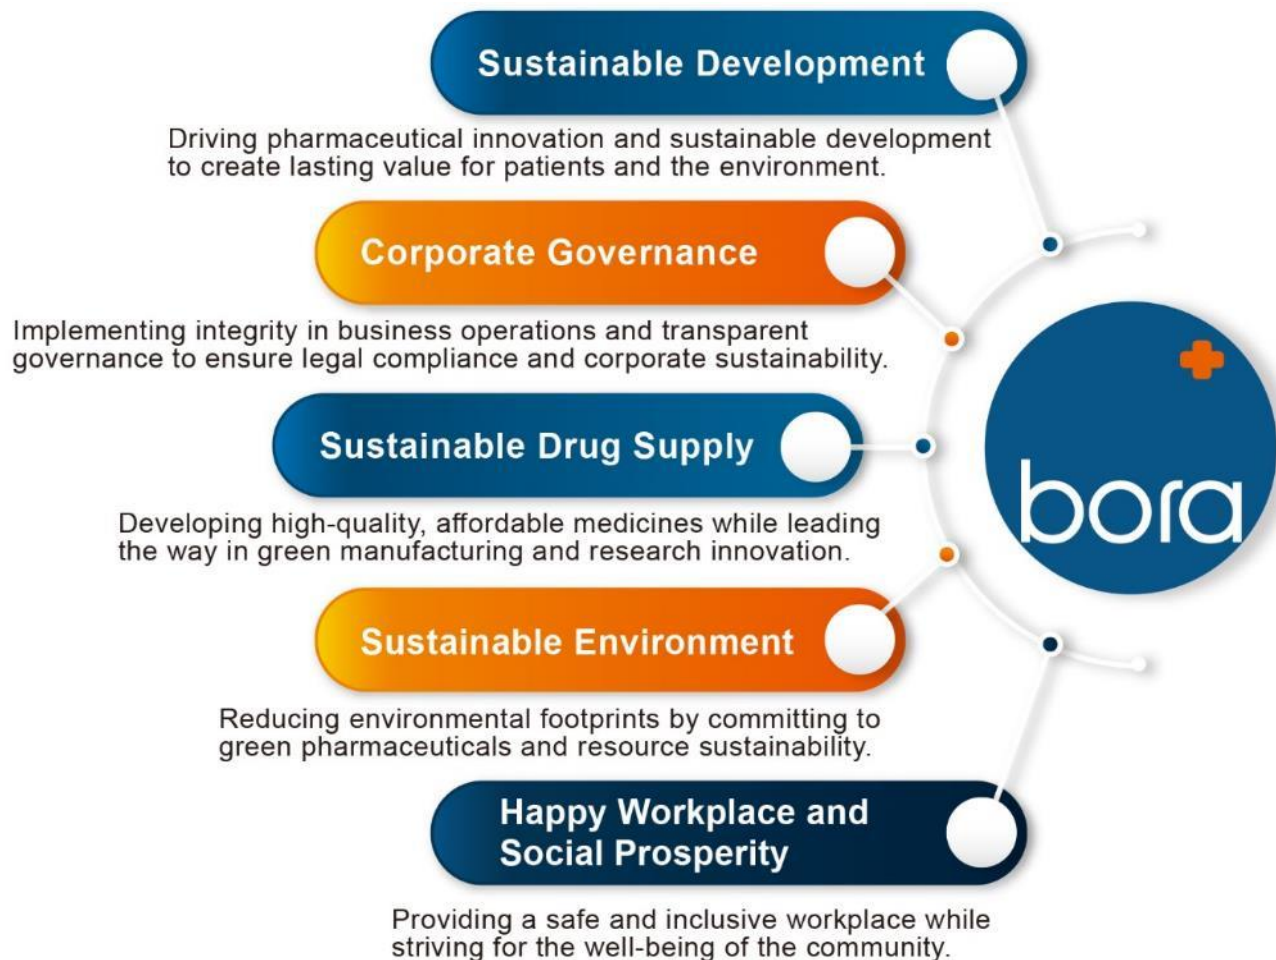 Sustainable Development
Driving pharmaceutical innovation and sustainable development
to create lasting value for patients and the environment.
Corporate Governance
Implementing integrity in business operations and transparent
governance to ensure legal compliance and corporate sustainability.
Sustainable Drug Supply
Developing high-quality, affordable medicines while leading
the way in green manufacturing and research innovation.
Sustainable Environment
Reducing environmental footprints by committing to
green pharmaceuticals and resource sustainability.
Happy Workplace and
Social Prosperity
Providing a safe and inclusive workplace while
striving for the well-being of the community.
bora